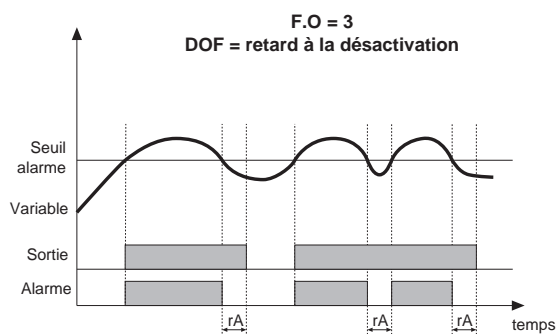 F.O = 3
DOF = retard à la désactivation
Seuil
alarme
Variable
Sortie
Alarme
rA
rA
rA
temps